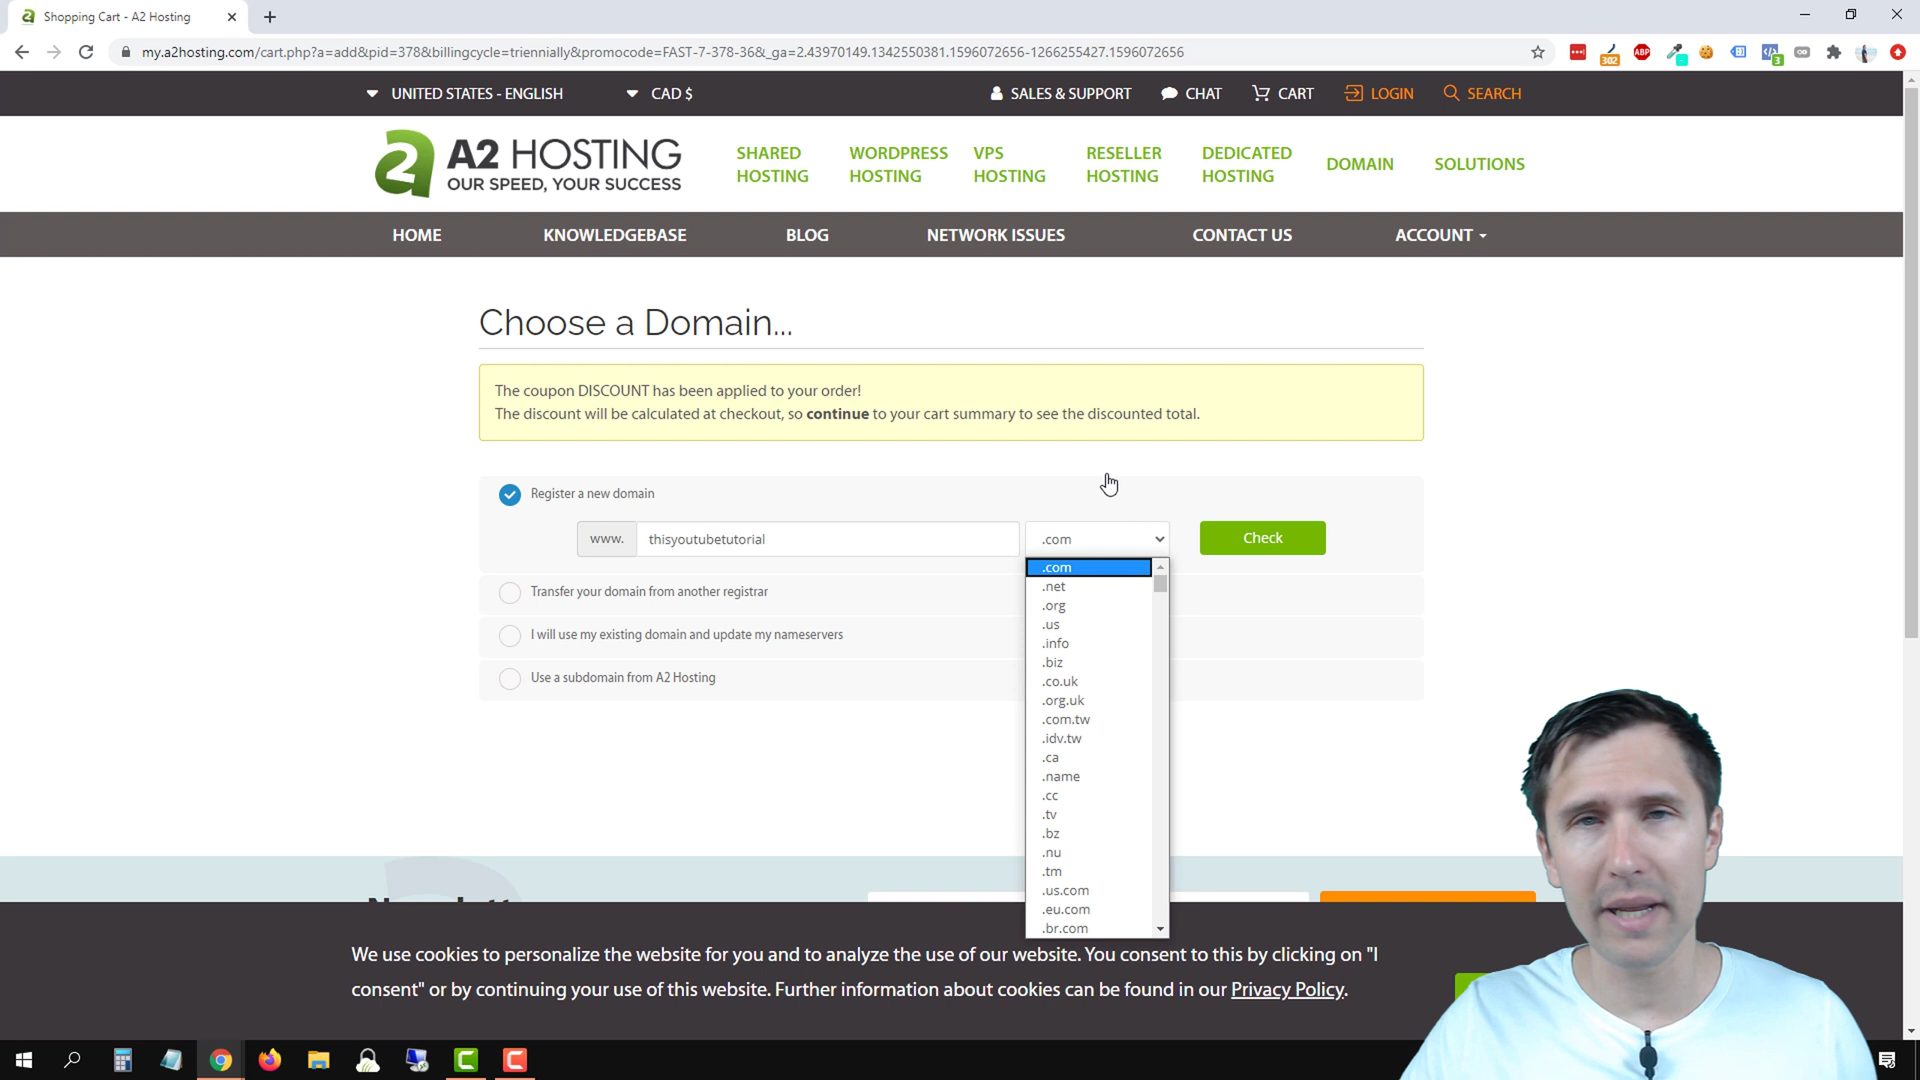 Shopping Cart - A2 Hosting
my.a2hosting.com/cart.php?a=add&pid=378&billingcycle=triennially&promocode=FAST-7-378-36&_ga=2.43970149.1342550381.1596072656-1266255427.1596072656
302
ABP
3
UNITED STATES - ENGLISH
CAD $
SALES & SUPPORT
CHAT
CART
LOGIN
SEARCH
A2 HOSTING
OUR SPEED, YOUR SUCCESS
SHARED HOSTING
WORDPRESS HOSTING
VPS HOSTING
RESELLER HOSTING
DEDICATED HOSTING
DOMAIN
SOLUTIONS
HOME
KNOWLEDGEBASE
BLOG
NETWORK ISSUES
CONTACT US
ACCOUNT
Choose a Domain...
The coupon DISCOUNT has been applied to your order!
The discount will be calculated at checkout, so continue to your cart summary to see the discounted total.
Register a new domain
www.
thisyoutubetutorial
.com
Check
.com
.net
.org
.us
.info
.biz
.co.uk
.org.uk
.com.tw
.idv.tw
.ca
.name
.cc
.tv
.bz
.nu
.tm
.us.com
.eu.com
.br.com
Transfer your domain from another registrar
I will use my existing domain and update my nameservers
Use a subdomain from A2 Hosting
We use cookies to personalize the website for you and to analyze the use of our website. You consent to this by clicking on "I
consent" or by continuing your use of this website. Further information about cookies can be found in our Privacy Policy.